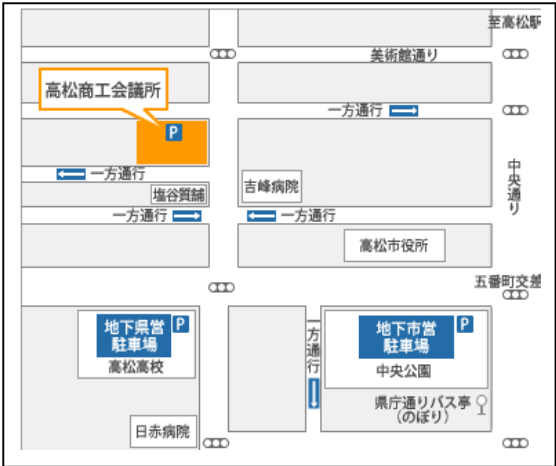 至高松駅
美術館通り
高松商工会議所
一方通行
P
一方通行
中央通り
塩谷質舗
吉峰病院
一方通行
一方通行
高松市役所
五番町交差
地下県営
駐車場
P
高松高校
一方通行
地下市営
駐車場
P
中央公園
県庁通りバス亭
(のぼり)
日赤病院